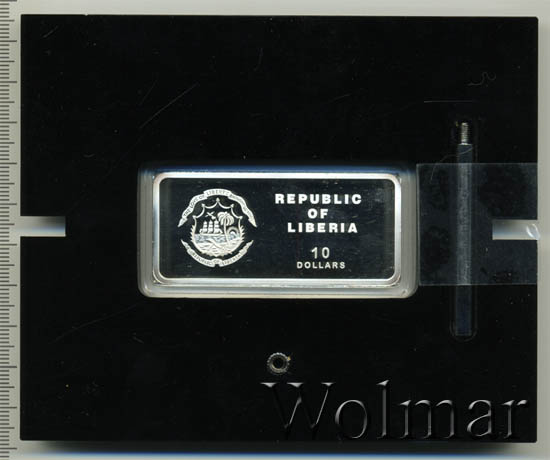 REPUBLIC
OF
LIBERIA
10
DOLLARS
Wolmar